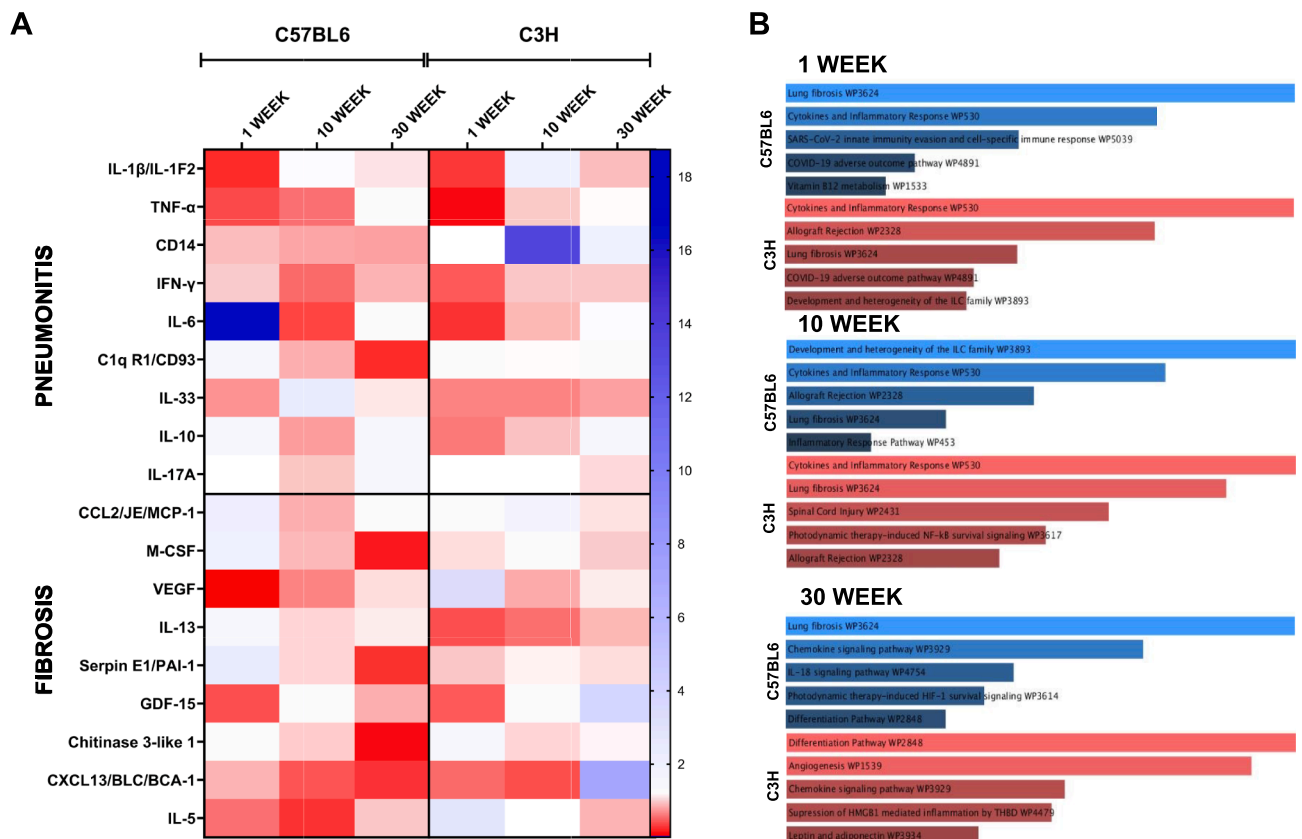 A
C57BL6
C3H
1 WEEK
10 WEEK
30 WEEK
1 WEEK
10 WEEK
30 WEEK
PNEUMONITIS
IL-1β/IL-1F2
TNF-α
CD14
IFN-γ
IL-6
C1q R1/CD93
IL-33
IL-10
IL-17A
FIBROSIS
CCL2/JE/MCP-1
M-CSF
VEGF
IL-13
Serpin E1/PAI-1
GDF-15
Chitinase 3-like 1
CXCL13/BLC/BCA-1
IL-5
18
16
14
12
10
8
6
4
2
B
1 WEEK
C57BL6
Lung fibrosis WP3624
Cytokines and Inflammatory Response WP530
SARS-CoV-2 innate immunity evasion and cell-specific immune response WP5039
COVID-19 adverse outcome pathway WP4891
Vitamin B12 metabolism WP1533
C3H
Cytokines and Inflammatory Response WP530
Allograft Rejection WP2328
Lung fibrosis WP3624
COVID-19 adverse outcome pathway WP4891
Development and heterogeneity of the ILC family WP3893
10 WEEK
C57BL6
Development and heterogeneity of the ILC family WP3893
Cytokines and Inflammatory Response WP530
Allograft Rejection WP2328
Lung fibrosis WP3624
Inflammatory Response Pathway WP453
C3H
Cytokines and Inflammatory Response WP530
Lung fibrosis WP3624
Spinal Cord Injury WP2431
Photodynamic therapy-induced NF-kB survival signaling WP3617
Allograft Rejection WP2328
30 WEEK
C57BL6
Lung fibrosis WP3624
Chemokine signaling pathway WP3929
IL-18 signaling pathway WP4754
Photodynamic therapy-induced HIF-1 survival signaling WP3614
Differentiation Pathway WP2848
C3H
Differentiation Pathway WP2848
Angiogenesis WP1539
Chemokine signaling pathway WP3929
Supression of HMGB1 mediated inflammation by THBD WP4479
Leptin and adiponectin WP3934